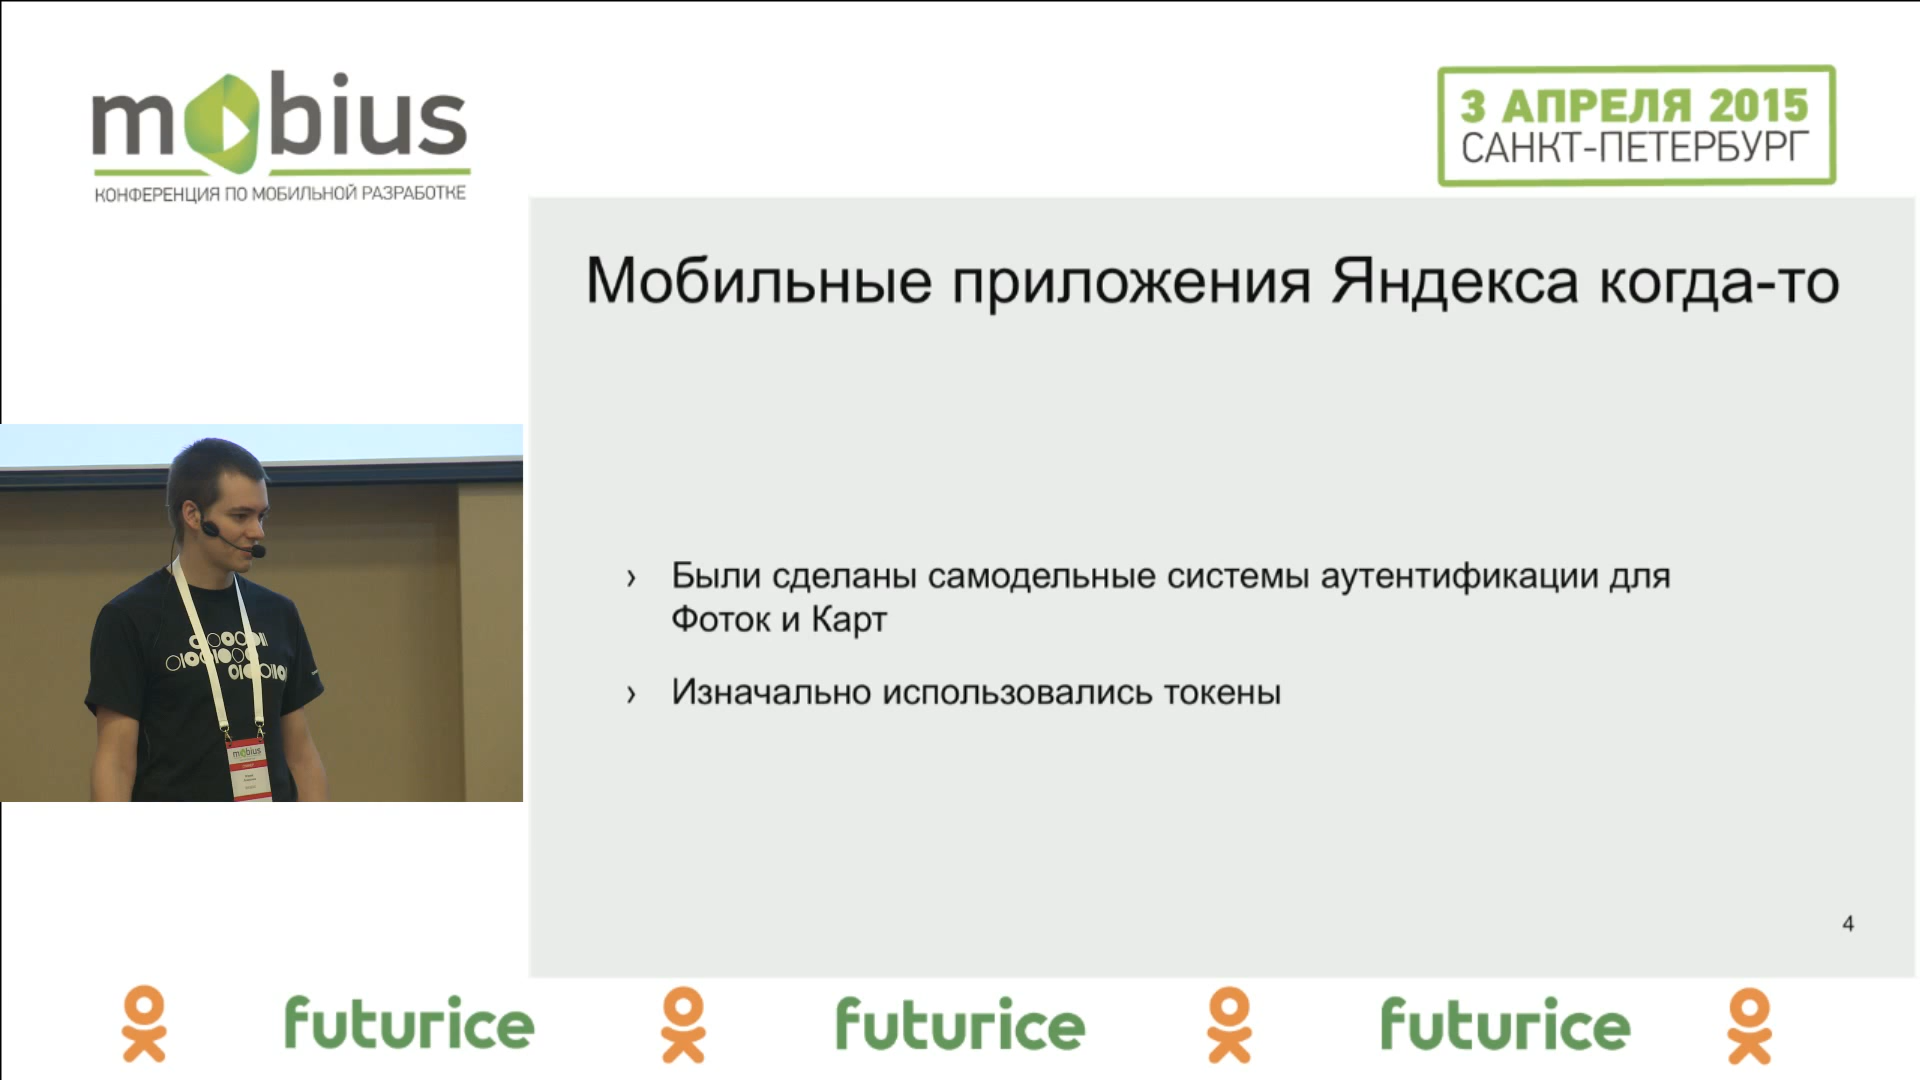 mobius
КОНФЕРЕНЦИЯ ПО МОБИЛЬНОЙ РАЗРАБОТКЕ
3 АПРЕЛЯ 2015
САНКТ-ПЕТЕРБУРГ
Мобильные приложения Яндекса когда-то
› Были сделаны самодельные системы аутентификации для
Фоток и Карт
› Изначально использовались токены
4
mobius
futurice
futurice
futurice